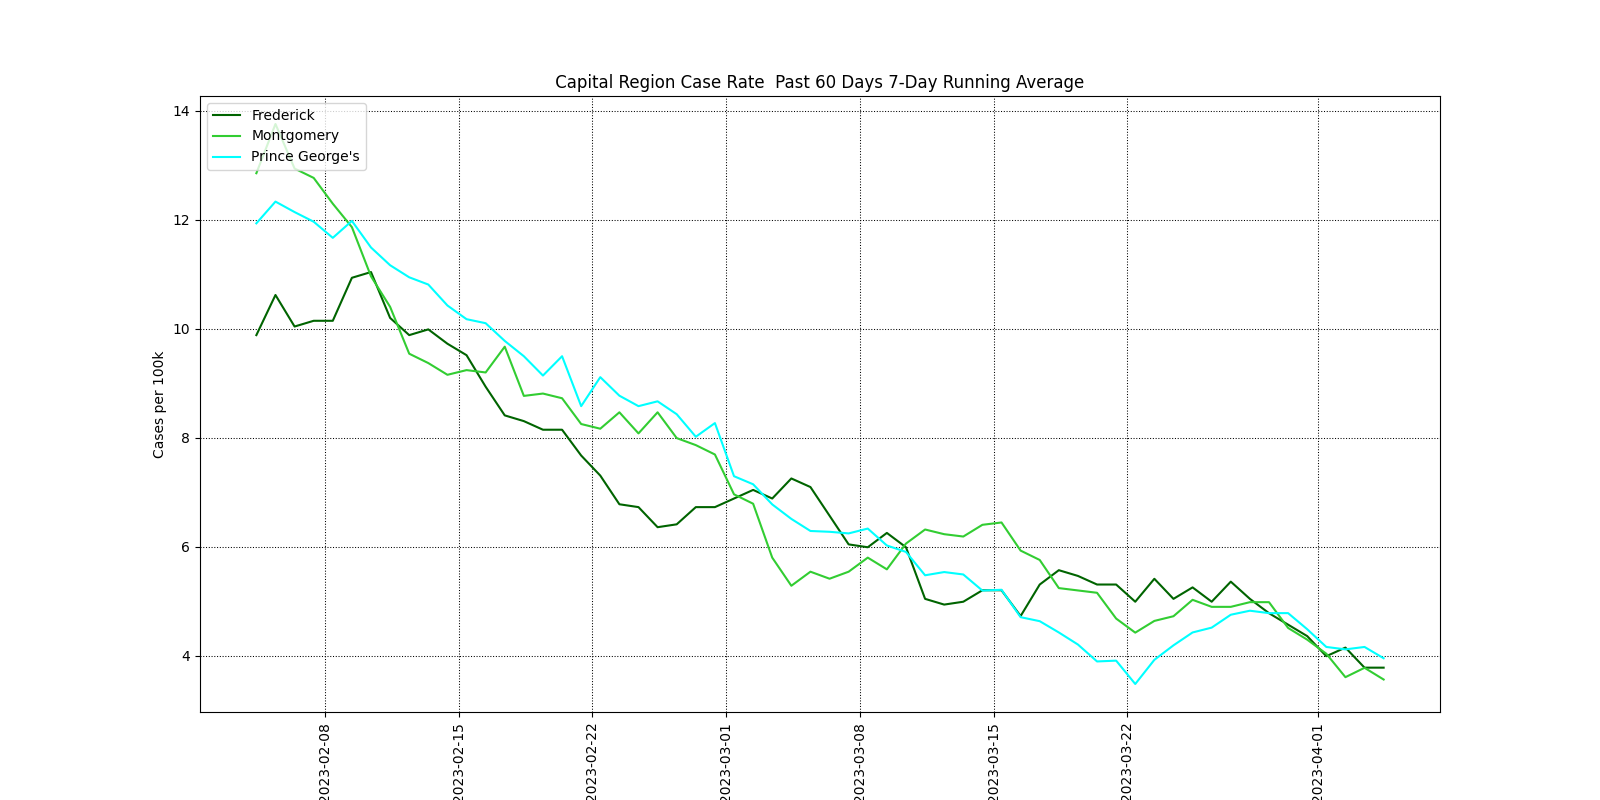 Capital Region Case Rate  Past 60 Days 7-Day Running Average
Frederick
Montgomery
Prince George's
Cases per 100k
14
12
10
8
6
4
2023-02-08
2023-02-15
2023-02-22
2023-03-01
2023-03-08
2023-03-15
2023-03-22
2023-04-01